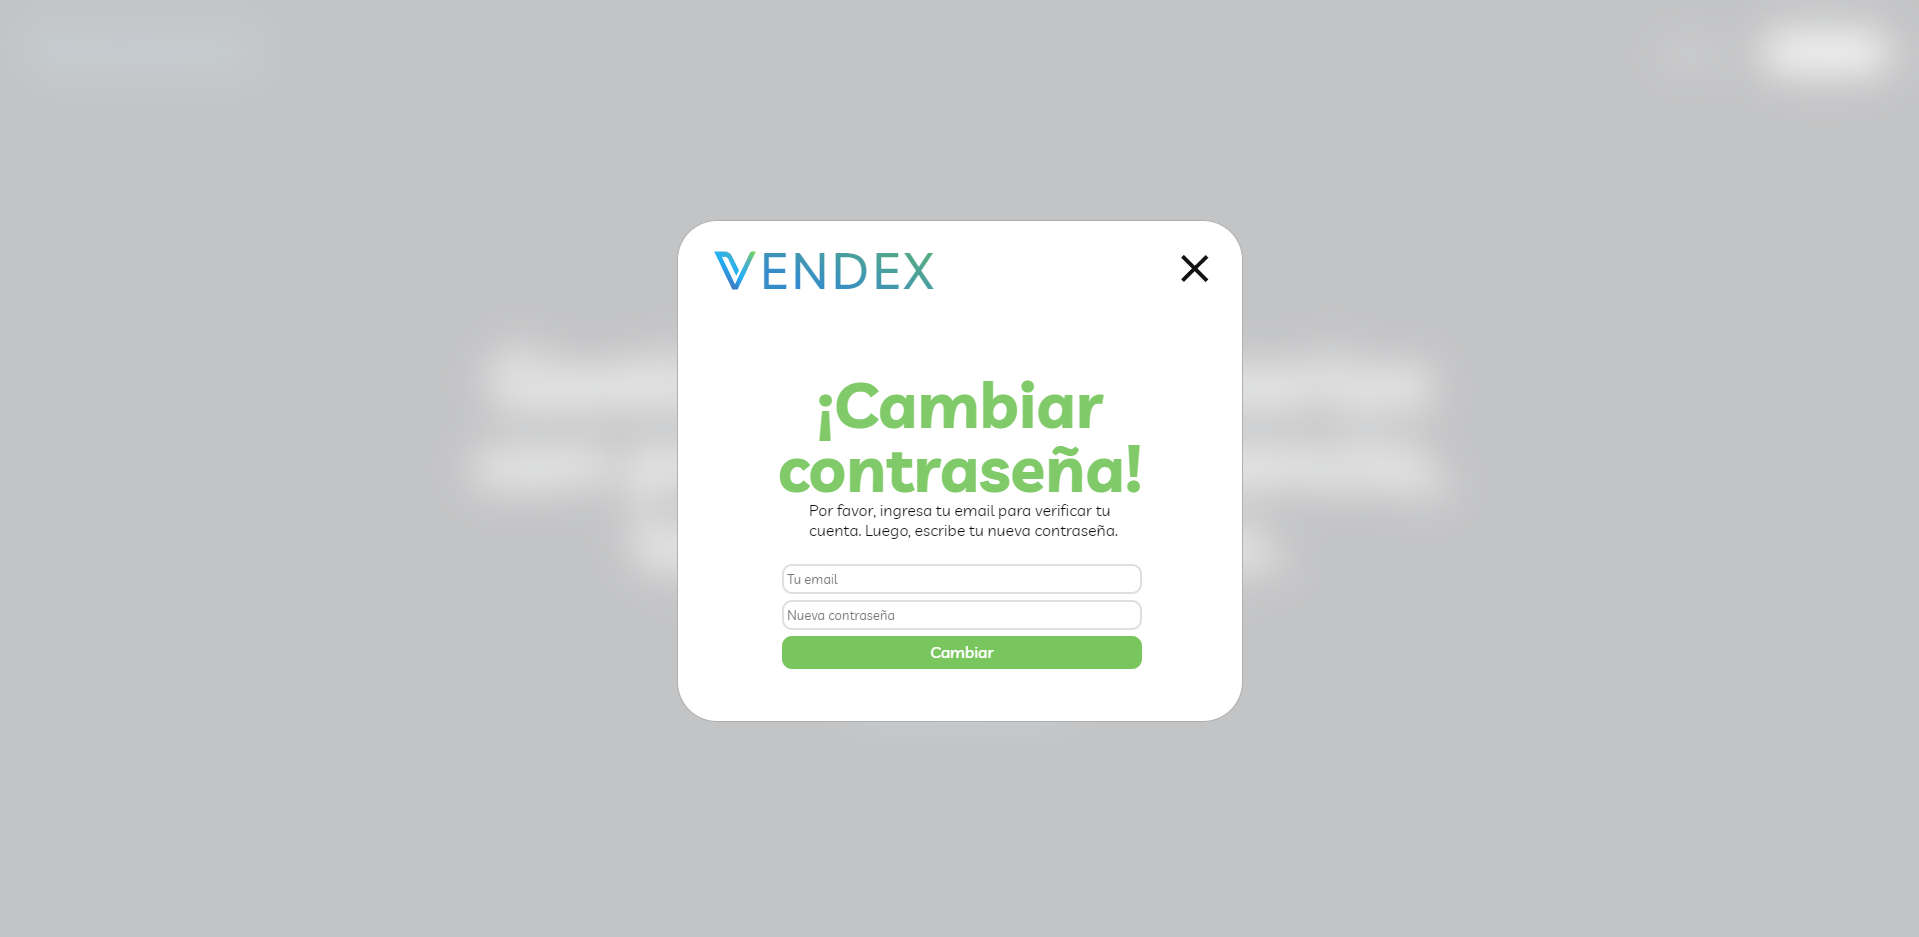 VENDEX
¡Cambiar
contraseña!
Por favor, ingresa tu email para verificar tu
cuenta. Luego, escribe tu nueva contraseña.
Tu email
Nueva contraseña
Cambiar